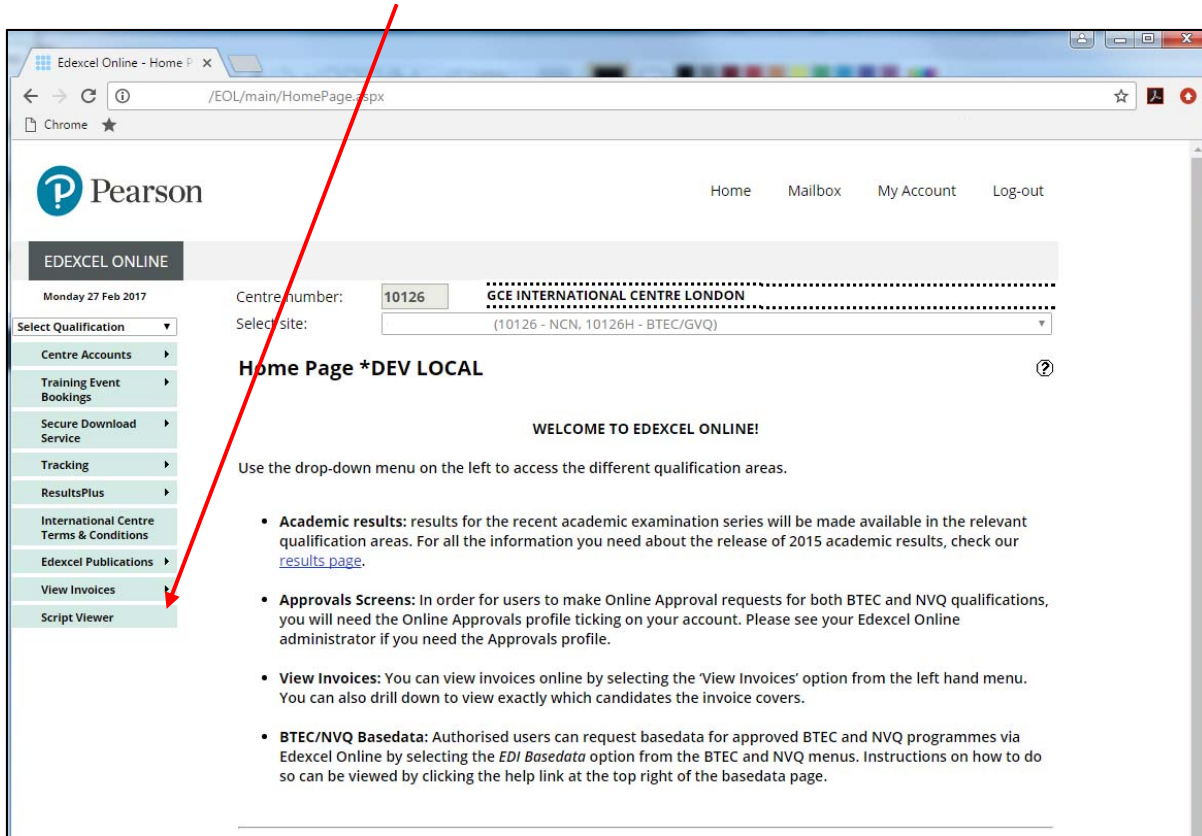 Edexcel Online - Home P
/EOL/main/HomePage.aspx
Chrome
Pearson
Home Mailbox My Account Log-out
EDEXCEL ONLINE
Monday 27 Feb 2017
Centre number: 10126 GCE INTERNATIONAL CENTRE LONDON
Select site: (10126 - NCN, 10126H - BTEC/GVQ)
Select Qualification
Centre Accounts
Training Event
Bookings
Secure Download
Service
Tracking
ResultsPlus
International Centre
Terms & Conditions
Edexcel Publications
View Invoices
Script Viewer
Home Page *DEV LOCAL
WELCOME TO EDEXCEL ONLINE!
Use the drop-down menu on the left to access the different qualification areas.
• Academic results: results for the recent academic examination series will be made available in the relevant
qualification areas. For all the information you need about the release of 2015 academic results, check our
results page.
• Approvals Screens: In order for users to make Online Approval requests for both BTEC and NVQ qualifications,
you will need the Online Approvals profile ticking on your account. Please see your Edexcel Online
administrator if you need the Approvals profile.
• View Invoices: You can view invoices online by selecting the 'View Invoices' option from the left hand menu.
You can also drill down to view exactly which candidates the invoice covers.
• BTEC/NVQ Basedata: Authorised users can request basedata for approved BTEC and NVQ programmes via
Edexcel Online by selecting the EDI Basedata option from the BTEC and NVQ menus. Instructions on how to do
so can be viewed by clicking the help link at the top right of the basedata page.